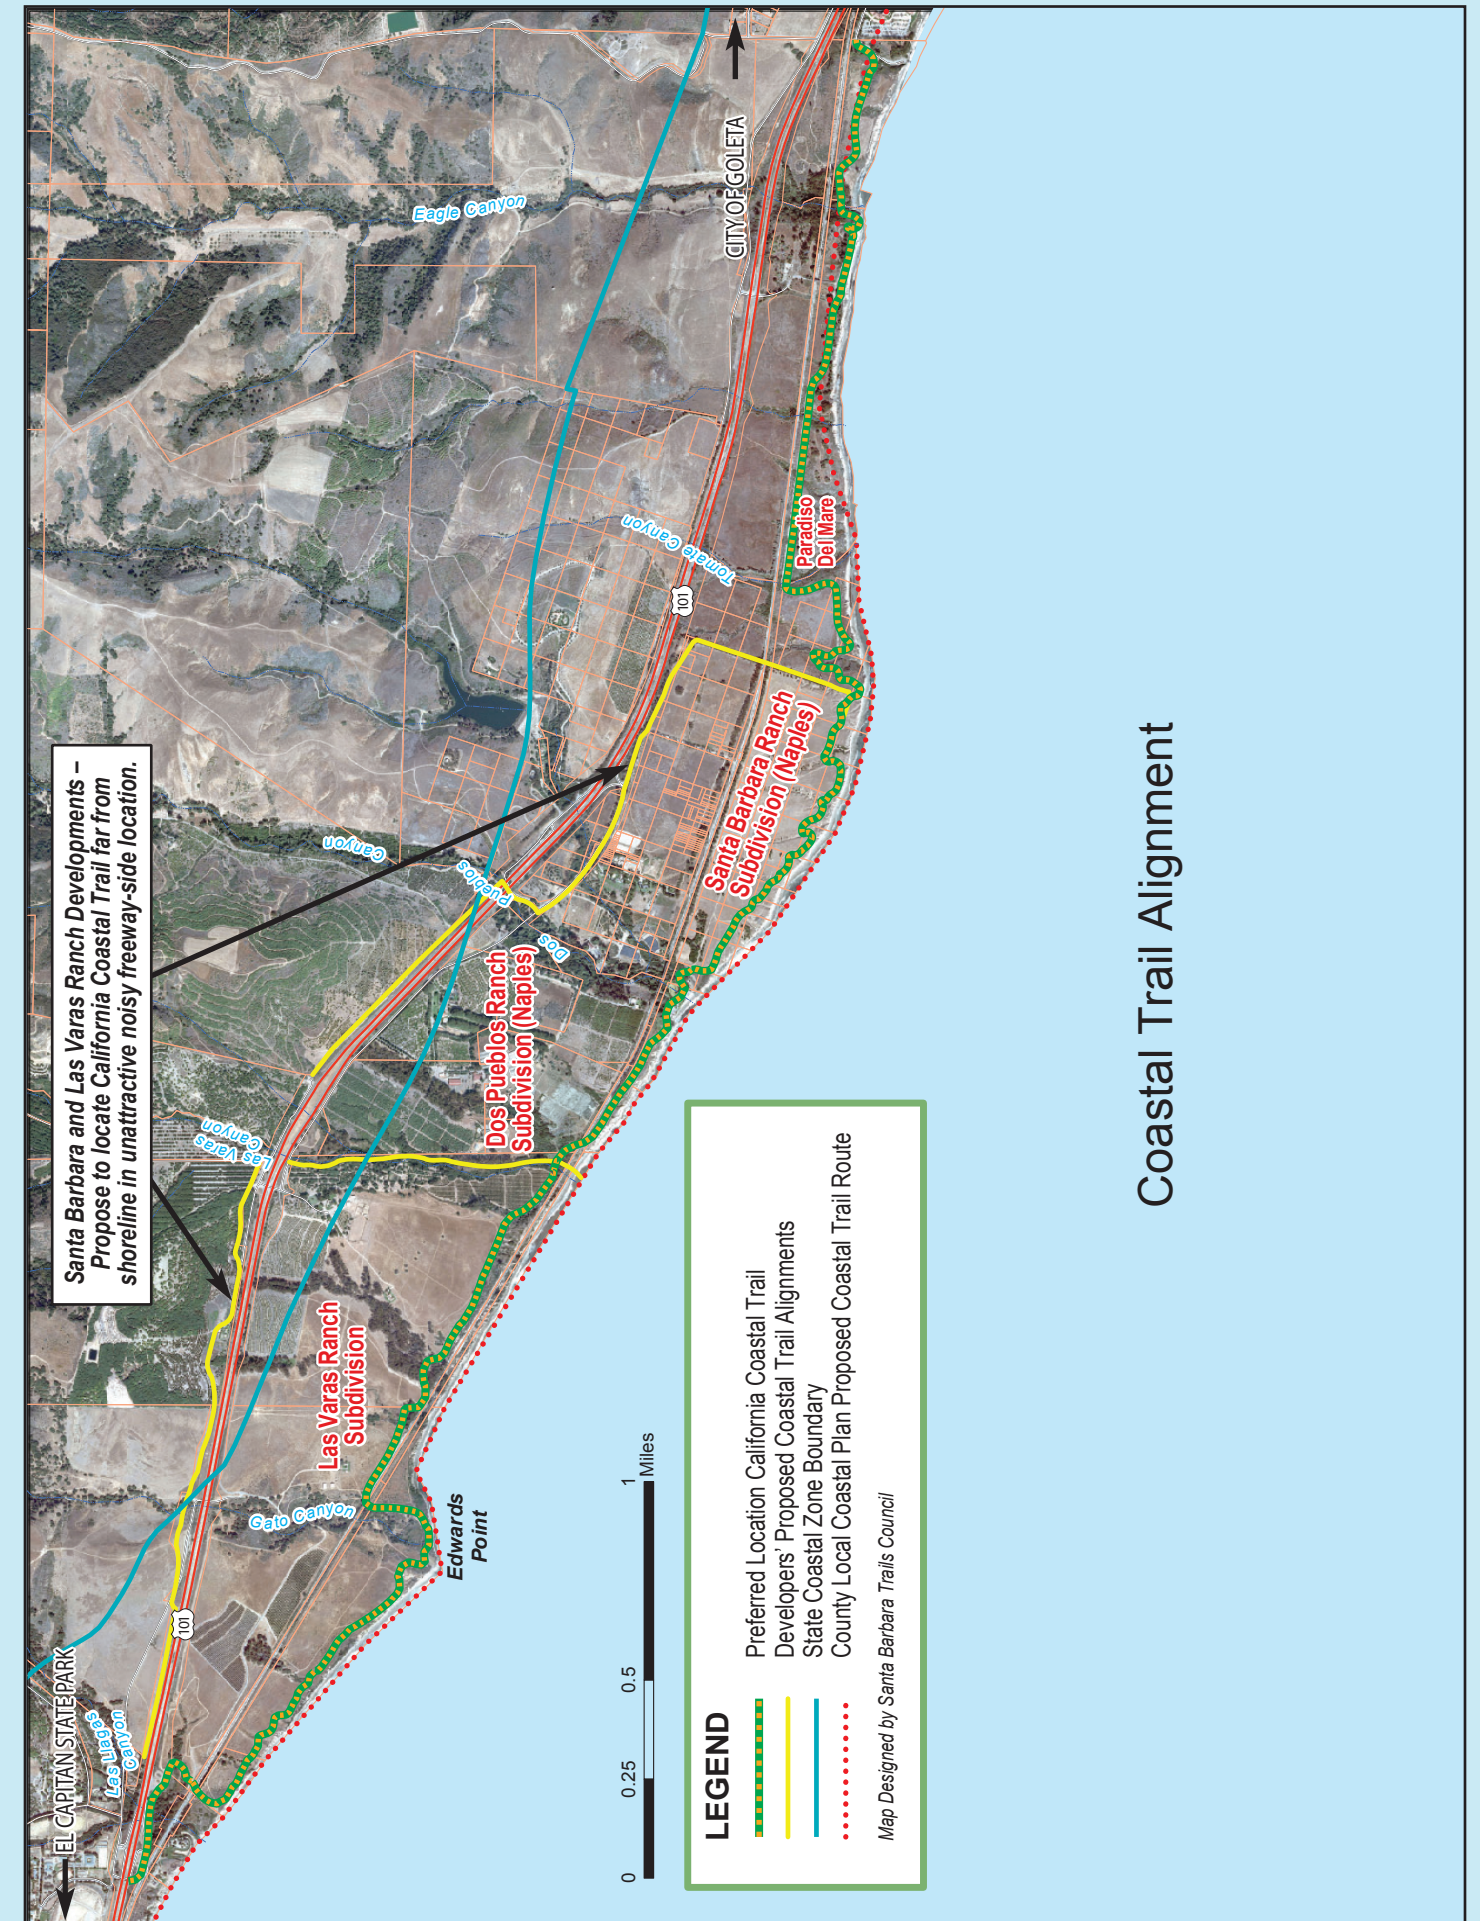 Santa Barbara and Las Varas Ranch Developments –
Propose to locate California Coastal Trail far from
shoreline in unattractive noisy freeway-side location.
EL CAPITAN STATE PARK
Las Llagas
Canyon
101
Gato Canyon
Edwards
Point
Las Varas Ranch
Subdivision
Las Varas
Canyon
Dos Pueblos Ranch
Subdivision (Naples)
Dos
Pueblos
Canyon
Santa Barbara Ranch
Subdivision (Naples)
101
Tomate Canyon
Paradiso
Del Mare
Eagle Canyon
CITY OF GOLETA
0 0.25 0.5 1
Miles
LEGEND
Preferred Location California Coastal Trail
Developers' Proposed Coastal Trail Alignments
State Coastal Zone Boundary
County Local Coastal Plan Proposed Coastal Trail Route
Map Designed by Santa Barbara Trails Council
Coastal Trail Alignment